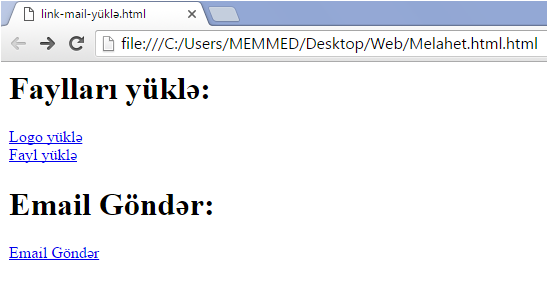 link-mail-yüklə.html
file:///C:/Users/MEMMED/Desktop/Web/Melahet.html.html
Faylları yüklə:
Logo yüklə
Fayl yüklə
Email Göndər:
Email Göndər